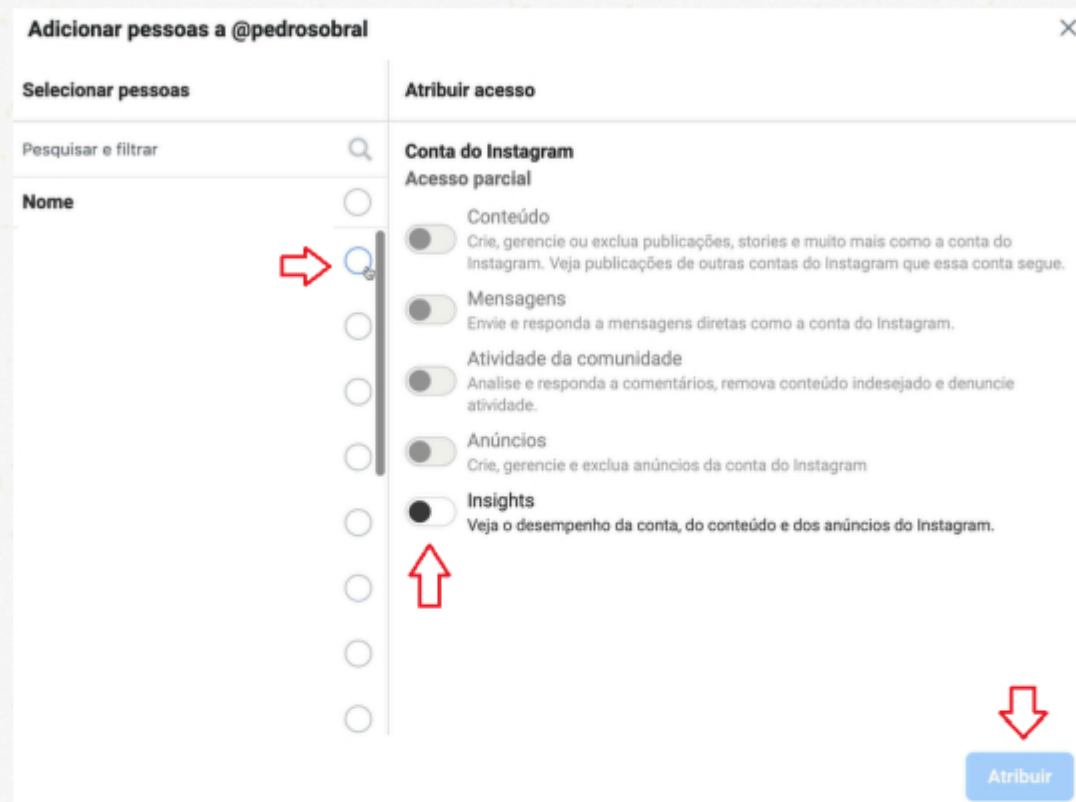 Adicionar pessoas a @pedrosobral
Selecionar pessoas
Pesquisar e filtrar
Nome
Atribuir acesso
Conta do Instagram
Acesso parcial
Conteúdo
Crie, gerencie ou exclua publicações, stories e muito mais como a conta do
Instagram. Veja publicações de outras contas do Instagram que essa conta segue.
Mensagens
Envie e responda a mensagens diretas como a conta do Instagram.
Atividade da comunidade
Analise e responda a comentários, remova conteúdo indesejado e denuncie
atividade.
Anúncios
Crie, gerencie e exclua anúncios da conta do Instagram
Insights
Veja o desempenho da conta, do conteúdo e dos anúncios do Instagram.
Atribuir